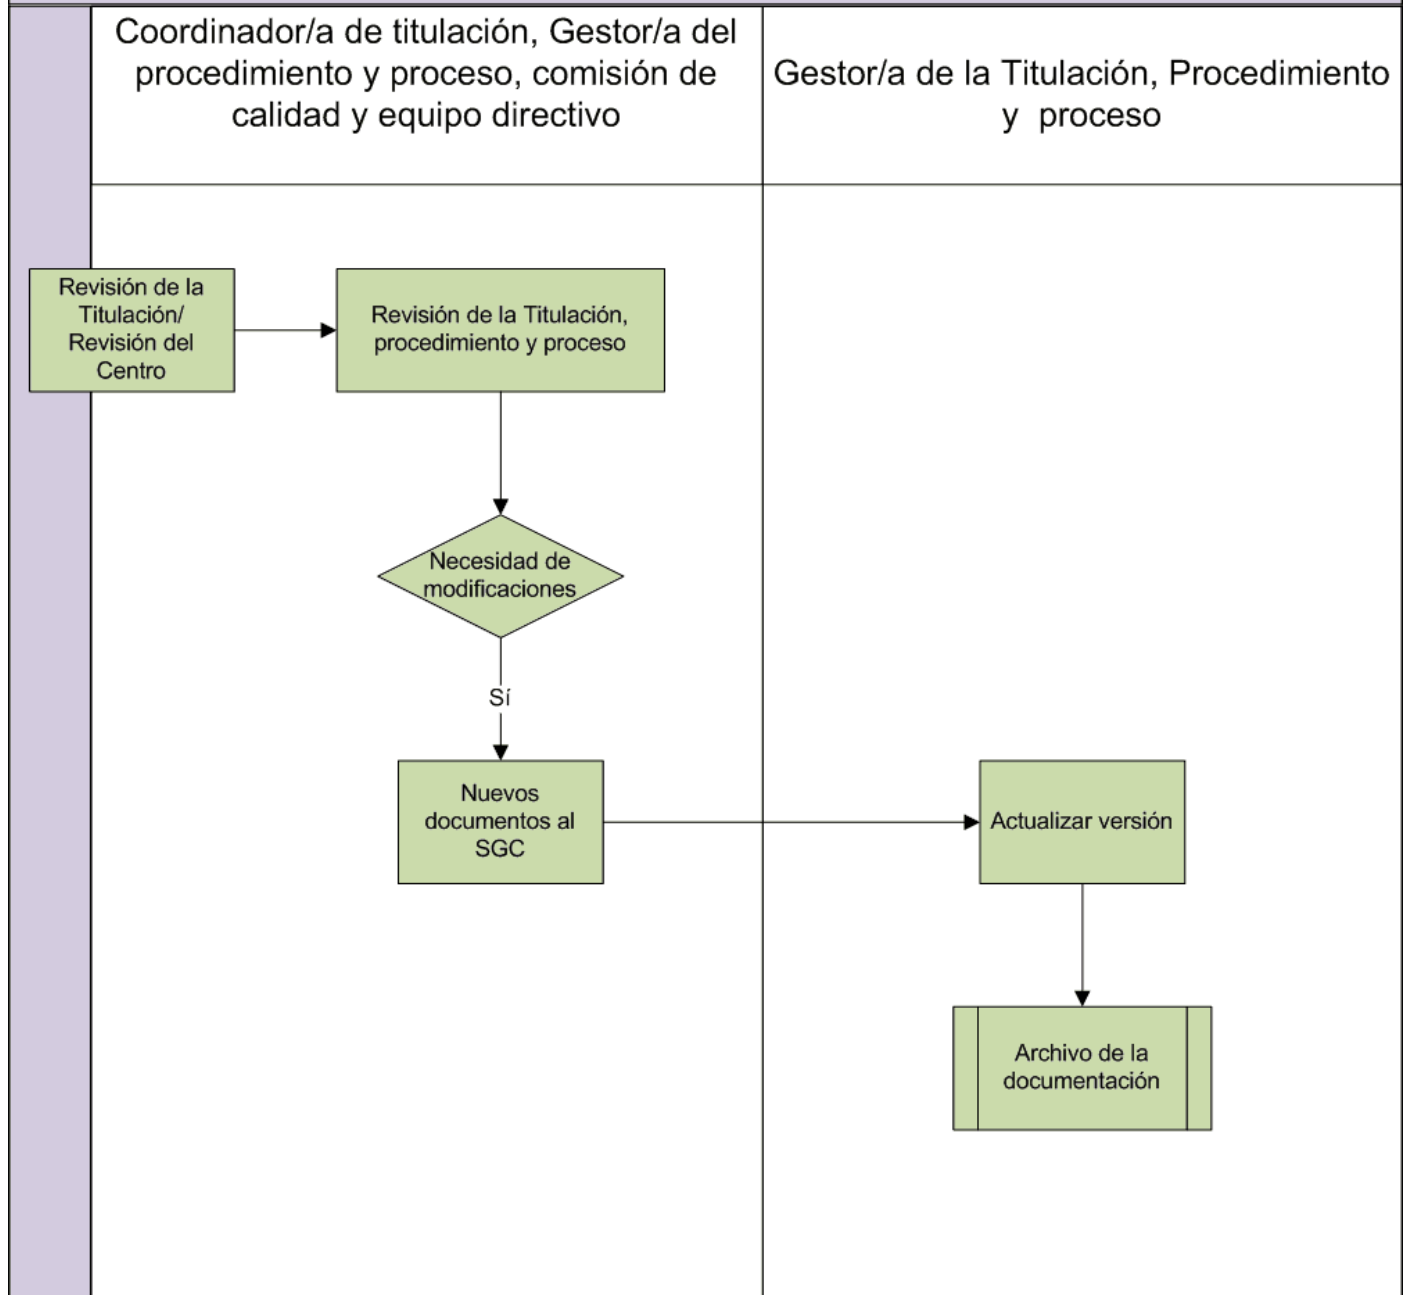 Coordinador/a de titulación, Gestor/a del
procedimiento y proceso, comisión de
calidad y equipo directivo
Gestor/a de la Titulación, Procedimiento
y proceso
Revisión de la
Titulación/
Revisión del
Centro
Revisión de la Titulación,
procedimiento y proceso
Necesidad de
modificaciones
Sí
Nuevos
documentos al
SGC
Actualizar versión
Archivo de la
documentación